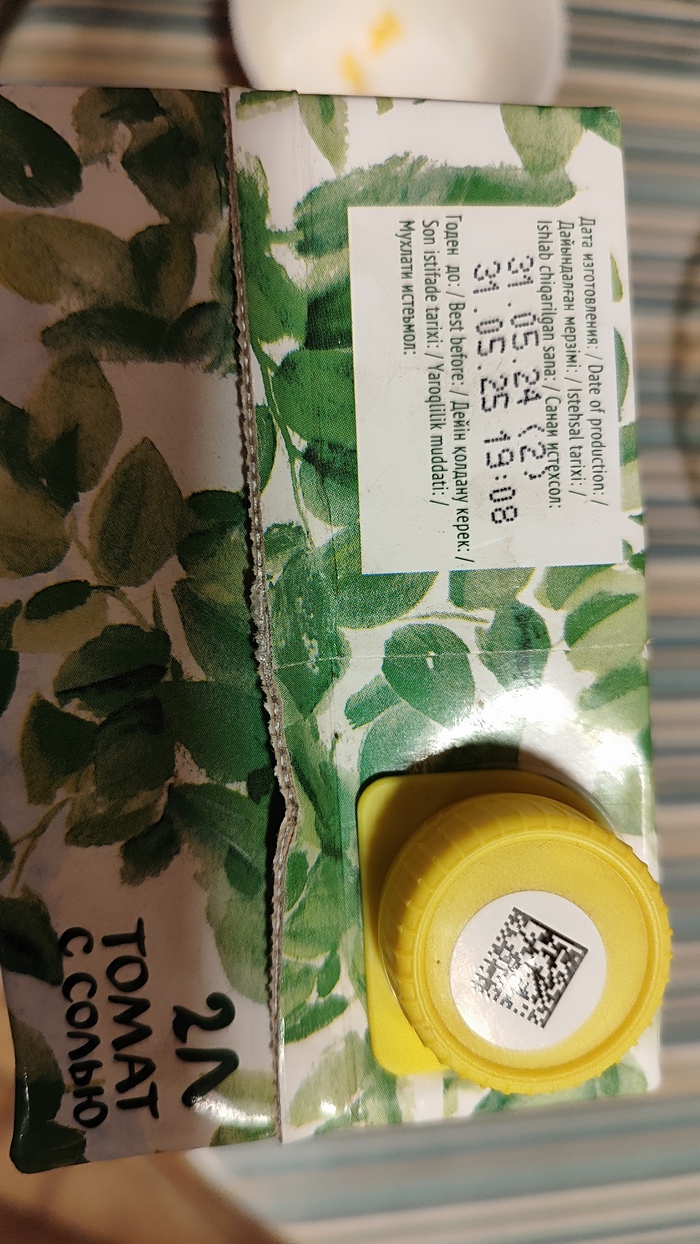 Дата изготовления: / Date of production: /
Дайындалған мерзімі: / Istehsal tarixi: /
Ishlab chiqarilgan sana: / Санаи истеҳсол:
31.05.24 (2)
31.05.25 19:08
Годен до: / Best before: / Дейін қолдану керек: /
Son istifade tarixi: / Yaroqlilik muddati: /
Мухлати истеъмол:
2Л
ТОМАТ
С СОЛЬЮ